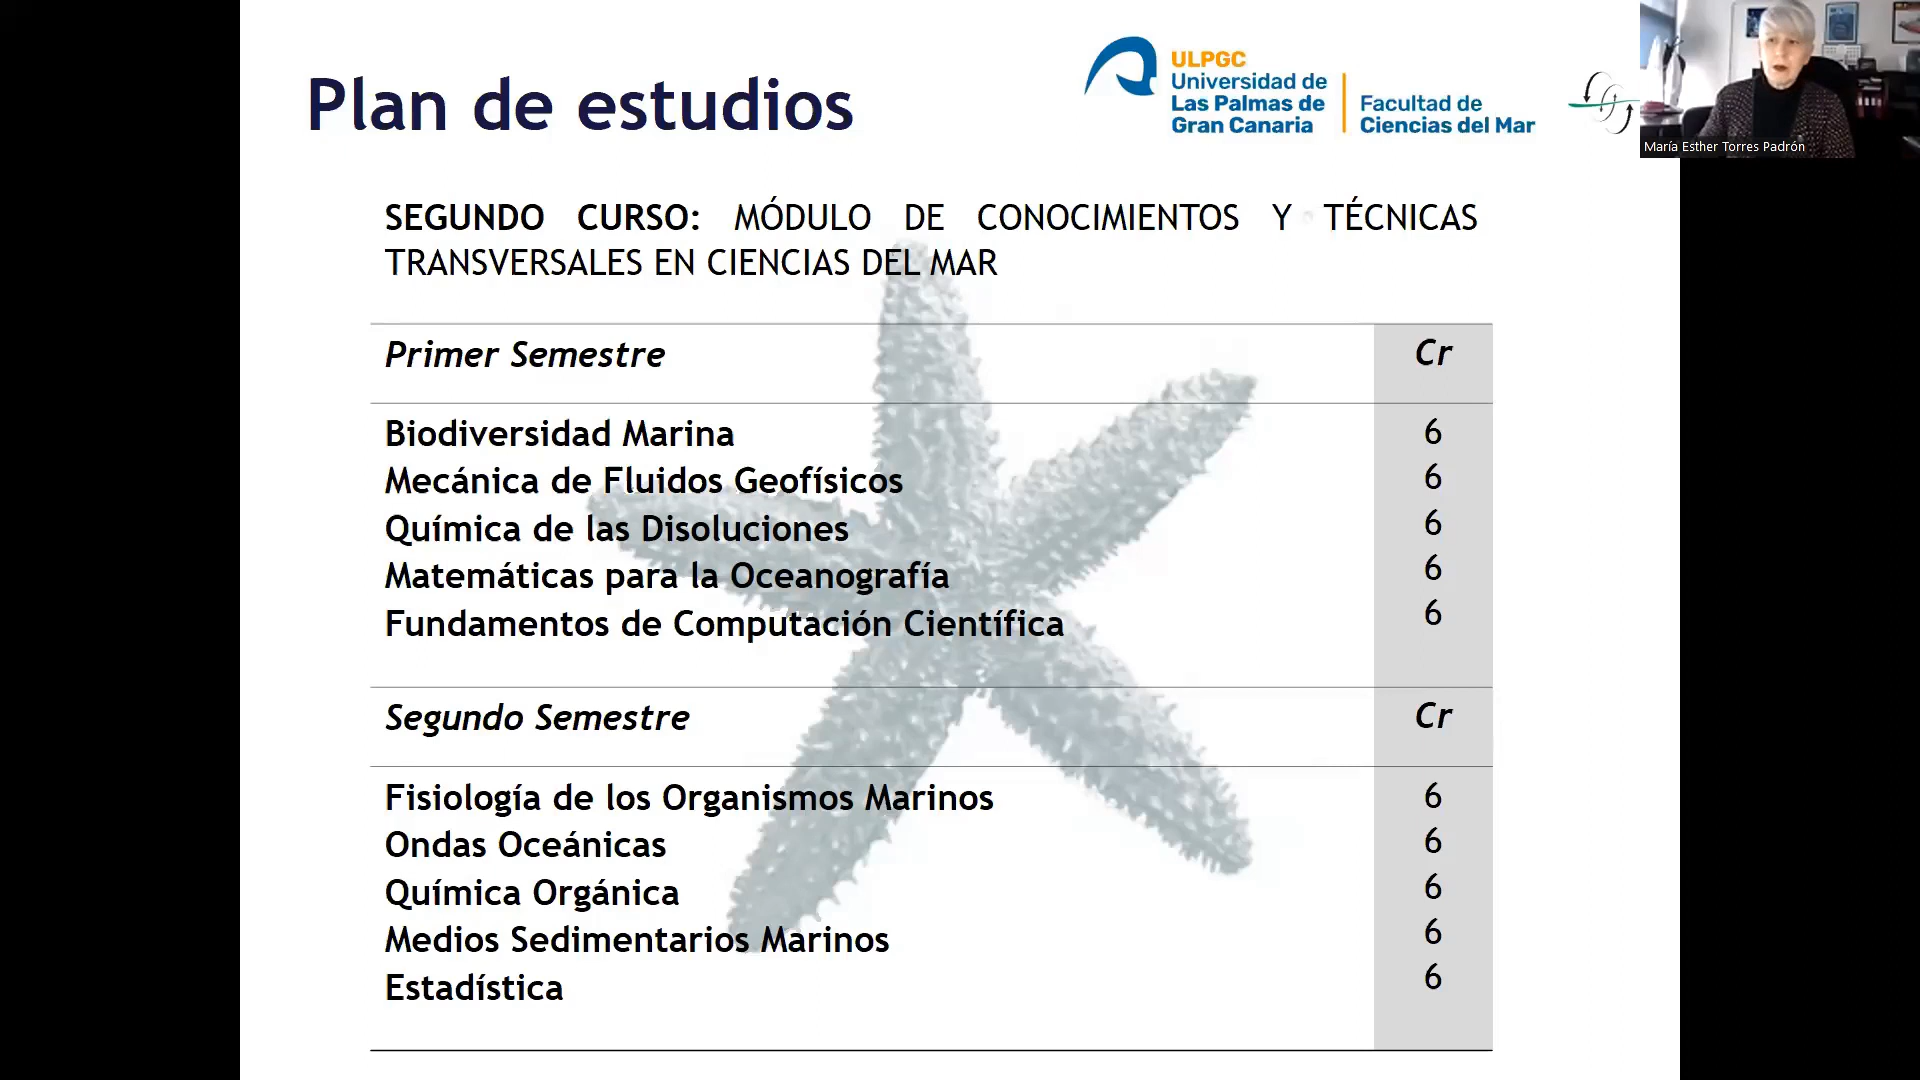 Plan de estudios
ULPGC
Universidad de
Las Palmas de
Gran Canaria
Facultad de
Ciencias del Mar
María Esther Torres Padrón
SEGUNDO CURSO: MÓDULO DE CONOCIMIENTOS Y TÉCNICAS
TRANSVERSALES EN CIENCIAS DEL MAR
Primer Semestre Cr
Biodiversidad Marina 6
Mecánica de Fluidos Geofísicos 6
Química de las Disoluciones 6
Matemáticas para la Oceanografía 6
Fundamentos de Computación Científica 6
Segundo Semestre Cr
Fisiología de los Organismos Marinos 6
Ondas Oceánicas 6
Química Orgánica 6
Medios Sedimentarios Marinos 6
Estadística 6